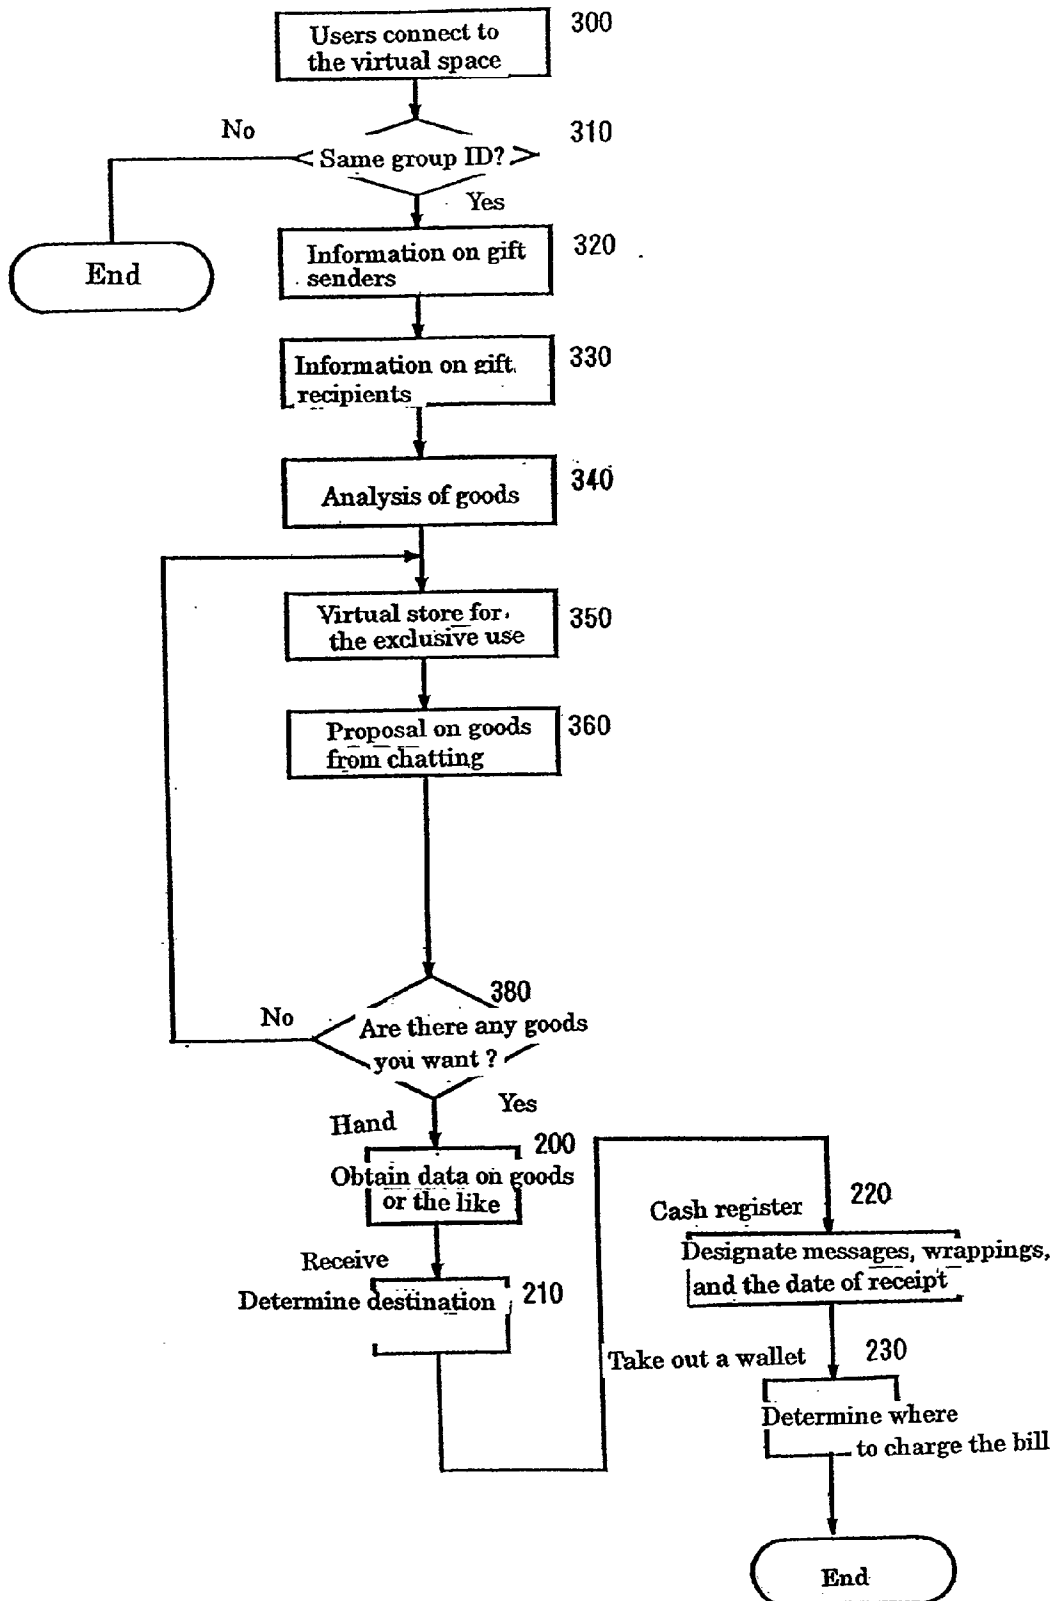 Users connect to
the virtual space
300
No
310
Same group ID?
Yes
Information on gift
senders
320
End
Information on gift
recipients
330
Analysis of goods
340
Virtual store for
the exclusive use
350
Proposal on goods
from chatting
360
380
No
Are there any goods
you want ?
Yes
Hand
200
Obtain data on goods
or the like
Receive
Determine destination
210
Cash register
220
Designate messages, wrappings,
and the date of receipt
Take out a wallet
230
Determine where
to charge the bill
End